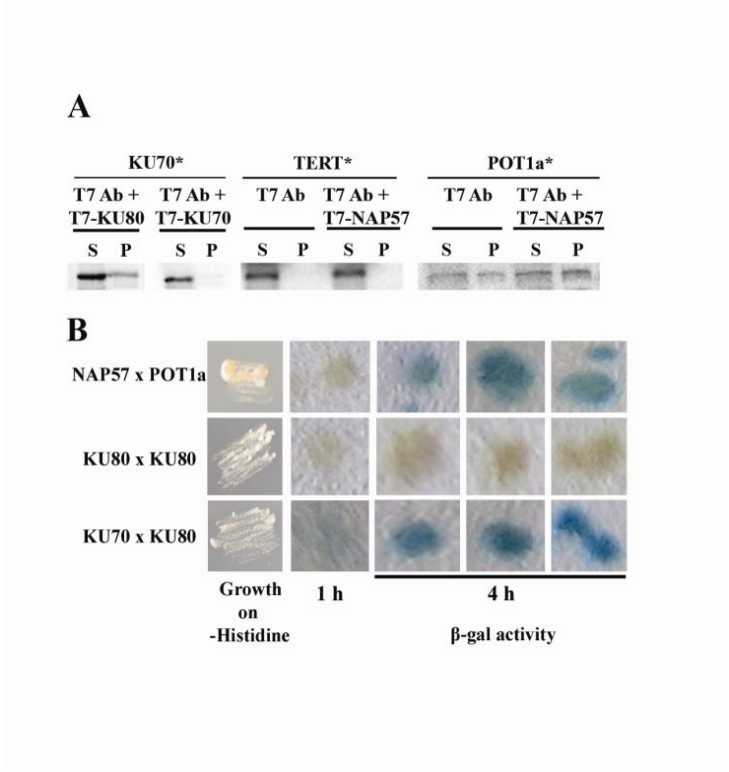 A
KU70* TERT* POT1a*
T7 Ab + T7 Ab + T7 Ab T7 Ab + T7 Ab T7 Ab +
T7-KU80 T7-KU70 T7-NAP57 T7-NAP57
S P S P S P S P S P S P
B
NAP57 x POT1a
KU80 x KU80
KU70 x KU80
Growth 1 h 4 h
on
-Histidine β-gal activity